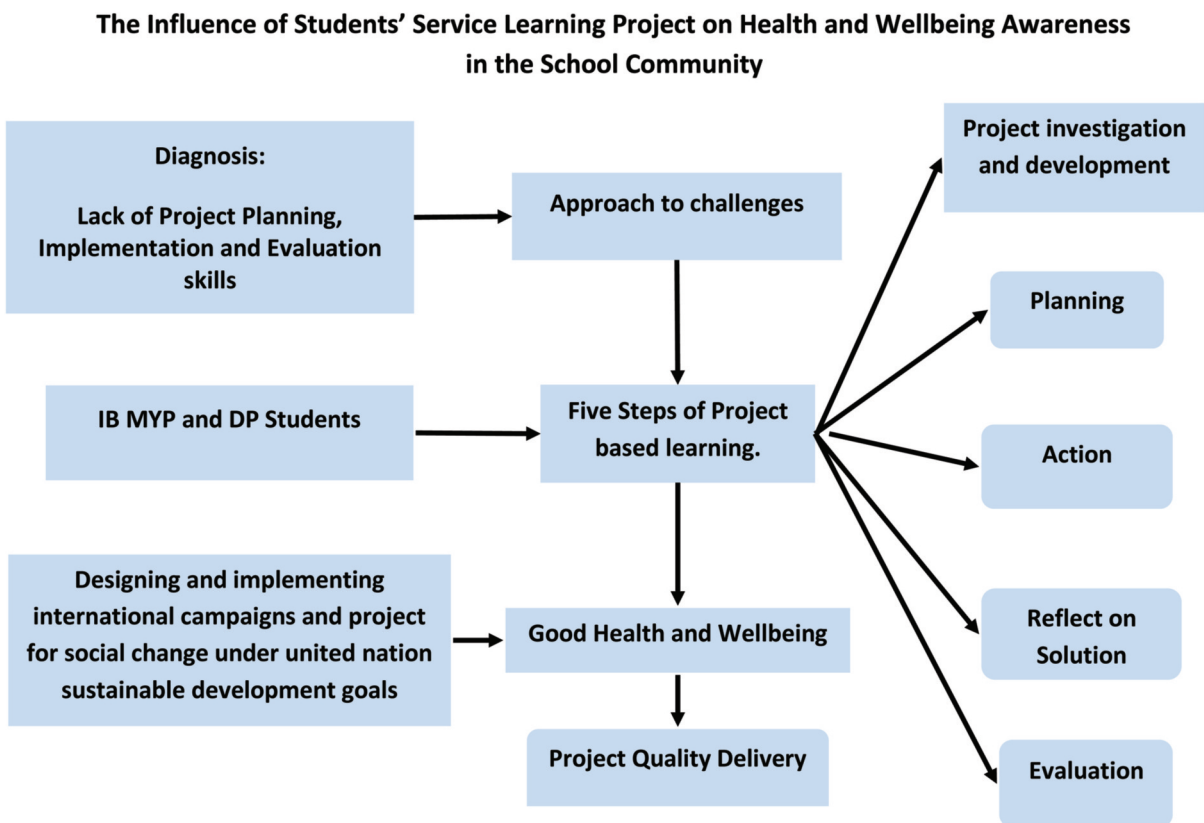 The Influence of Students’ Service Learning Project on Health and Wellbeing Awareness
in the School Community
Diagnosis:
Lack of Project Planning,
Implementation and Evaluation
skills
Approach to challenges
Project investigation
and development
Planning
IB MYP and DP Students
Five Steps of Project
based learning.
Action
Designing and implementing
international campaigns and project
for social change under united nation
sustainable development goals
Good Health and Wellbeing
Reflect on
Solution
Project Quality Delivery
Evaluation